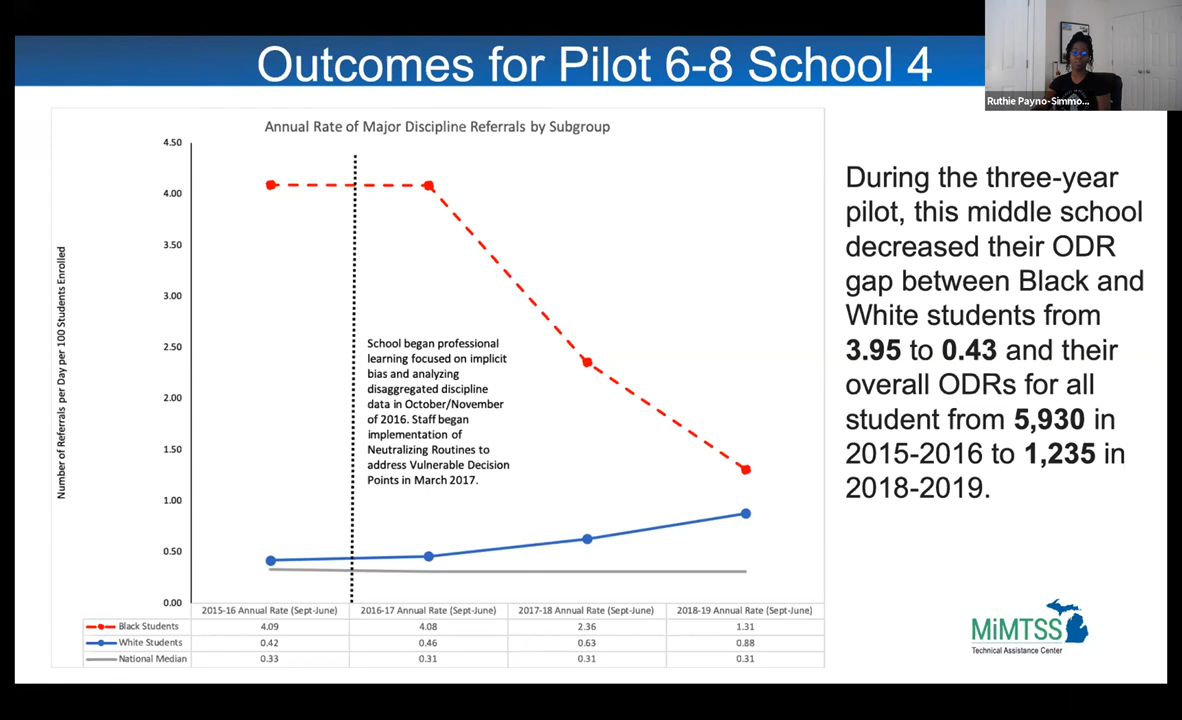 Outcomes for Pilot 6-8 School 4
Ruthie Payno-Simmo...
Annual Rate of Major Discipline Referrals by Subgroup
Number of Referrals per Day per 100 Students Enrolled
4.50
4.00
3.50
3.00
2.50
2.00
1.50
1.00
0.50
0.00
School began professional
learning focused on implicit
bias and analyzing
disaggregated discipline
data in October/November
of 2016. Staff began
implementation of
Neutralizing Routines to
address Vulnerable Decision
Points in March 2017.
2015-16 Annual Rate (Sept-June) 2016-17 Annual Rate (Sept-June) 2017-18 Annual Rate (Sept-June) 2018-19 Annual Rate (Sept-June)
Black Students 4.09 4.08 2.36 1.31
White Students 0.42 0.46 0.63 0.88
National Median 0.33 0.31 0.31 0.31
During the three-year
pilot, this middle school
decreased their ODR
gap between Black and
White students from
3.95 to 0.43 and their
overall ODRs for all
student from 5,930 in
2015-2016 to 1,235 in
2018-2019.
MiMTSS
Technical Assistance Center